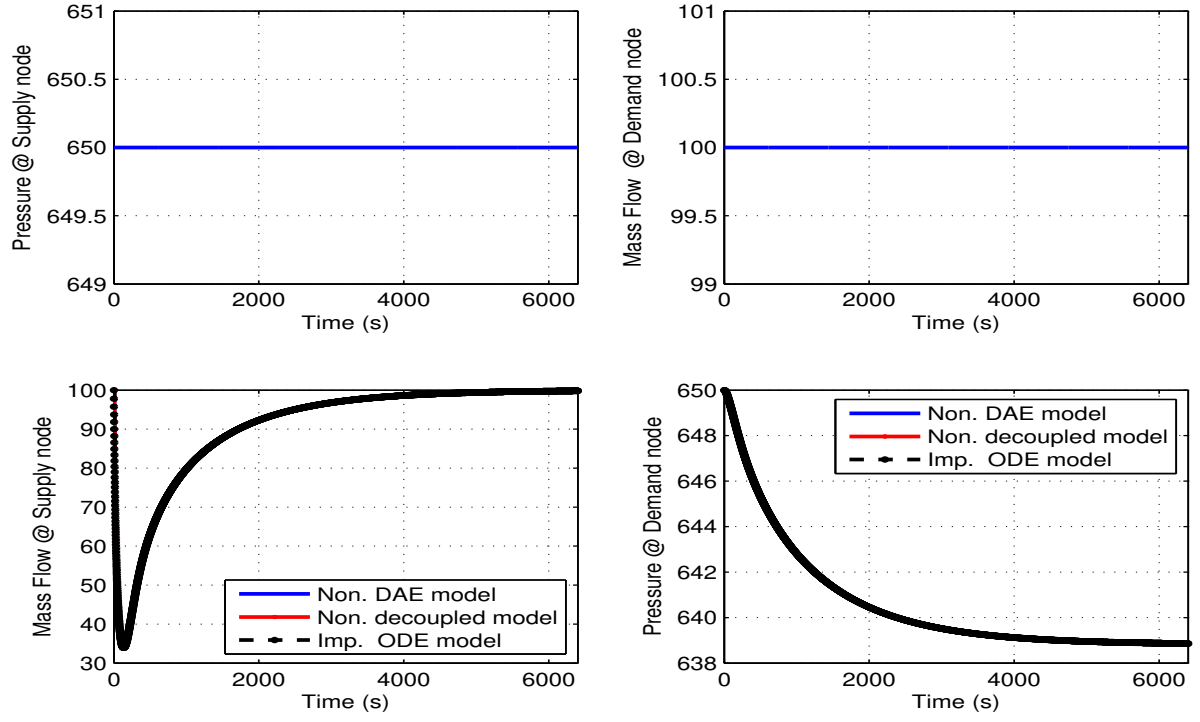 651
650.5
650
649.5
649
Pressure @ Supply node
0
2000
4000
6000
Time (s)
101
100.5
100
99.5
99
Mass Flow @ Demand node
0
2000
4000
6000
Time (s)
100
90
80
70
60
50
40
30
Mass Flow @ Supply node
Non. DAE model
Non. decoupled model
Imp. ODE model
0
2000
4000
6000
Time (s)
650
648
646
644
642
640
638
Pressure @ Demand node
Non. DAE model
Non. decoupled model
Imp. ODE model
0
2000
4000
6000
Time (s)